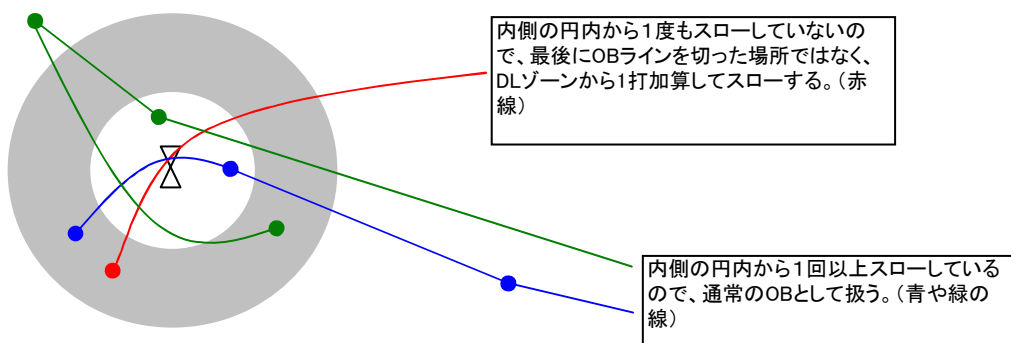 内側の円内から１度もスローしていないの
で、最後にOBラインを切った場所ではなく、
DLゾーンから1打加算してスローする。（赤
線）
内側の円内から１回以上スローしている
ので、通常のOBとして扱う。（青や緑の
線）